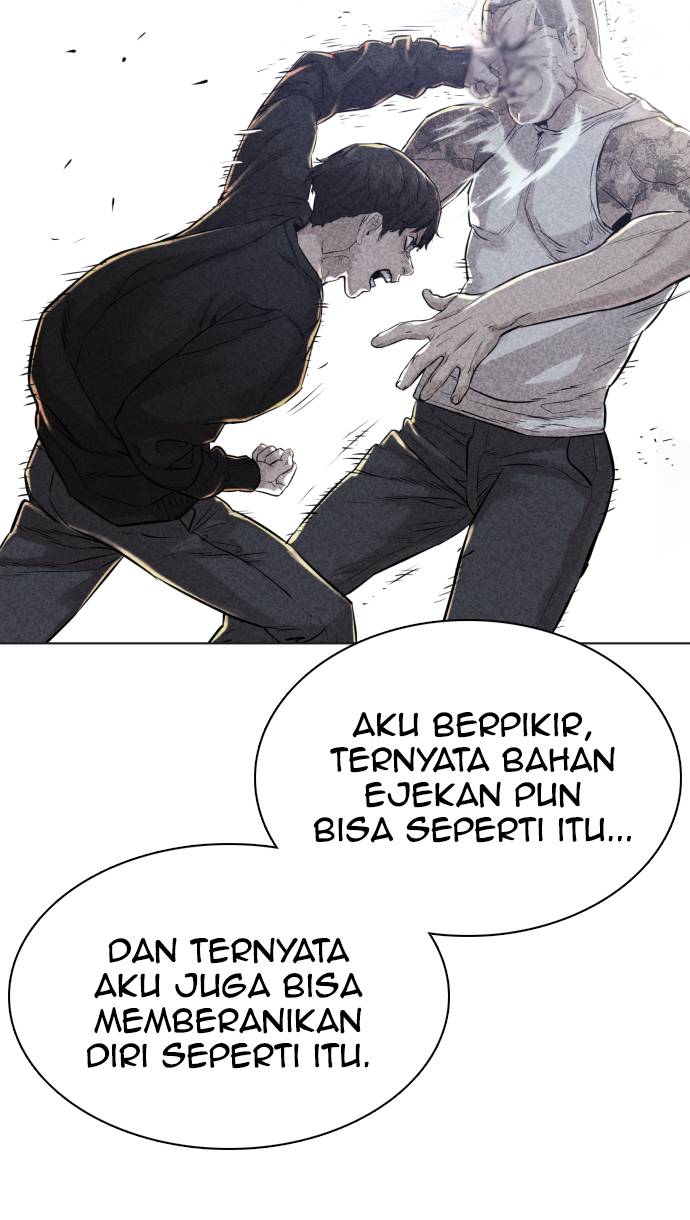 AKU BERPIKIR,
TERNYATA BAHAN
EJEKAN PUN
BISA SEPERTI ITU...
DAN TERNYATA
AKU JUGA BISA
MEMBERANIKAN
DIRI SEPERTI ITU.